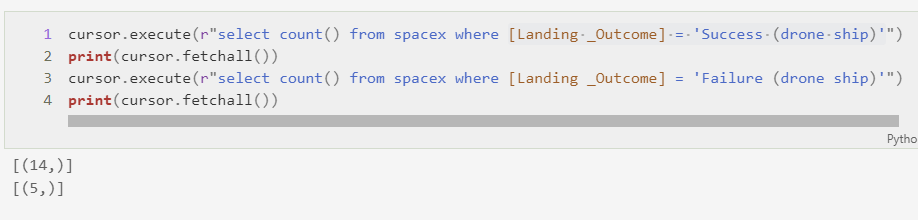 1 cursor.execute(r"select count() from spacex where [Landing _Outcome] = 'Success (drone ship)'")
2 print(cursor.fetchall())
3 cursor.execute(r"select count() from spacex where [Landing _Outcome] = 'Failure (drone ship)'")
4 print(cursor.fetchall())
Pytho
[(14,)]
[(5,)]